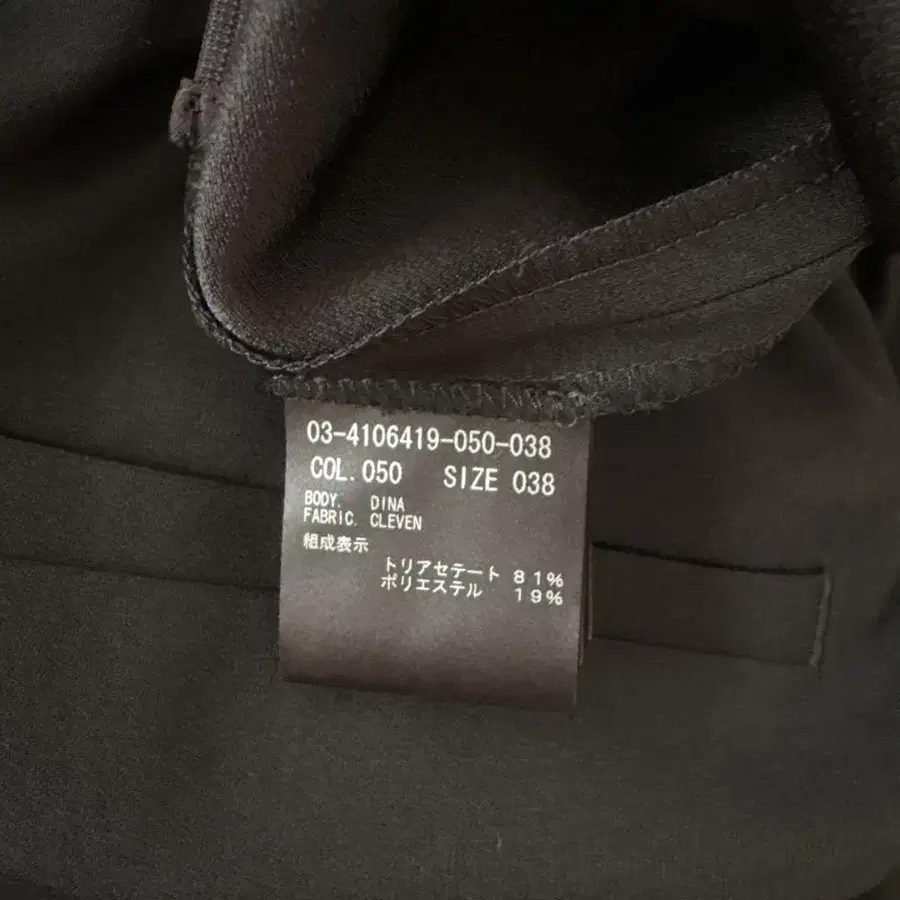 03-4106419-050-038
COL.050 SIZE 038
BODY. DINA
FABRIC. CLEVEN
組成表示
トリアセテート 81%
ポリエステル 19%